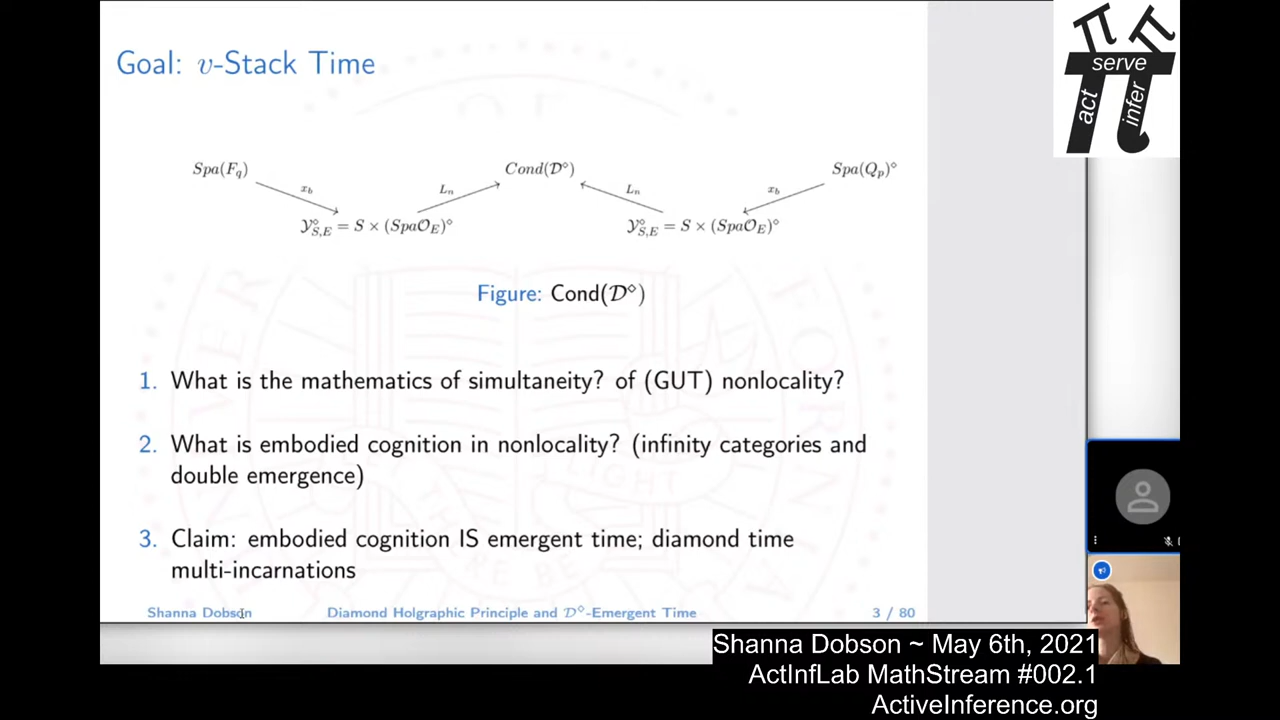 Goal: v-Stack Time
act
serve
infer
Spa(F_q)
Cond(𝒟^⋄)
Spa(Q_p)^⋄
x_b
L_n
L_n
x_b
𝒴^⋄_{S,E} = S × (Spa𝒪_E)^⋄
𝒴^⋄_{S,E} = S × (Spa𝒪_E)^⋄
Figure: Cond(𝒟^⋄)
1. What is the mathematics of simultaneity? of (GUT) nonlocality?
2. What is embodied cognition in nonlocality? (infinity categories and
double emergence)
3. Claim: embodied cognition IS emergent time; diamond time
multi-incarnations
Shanna Dobson
Diamond Holographic Principle and 𝒟^⋄-Emergent Time
3 / 80
Shanna Dobson ~ May 6th, 2021
ActInfLab MathStream #002.1
ActiveInference.org